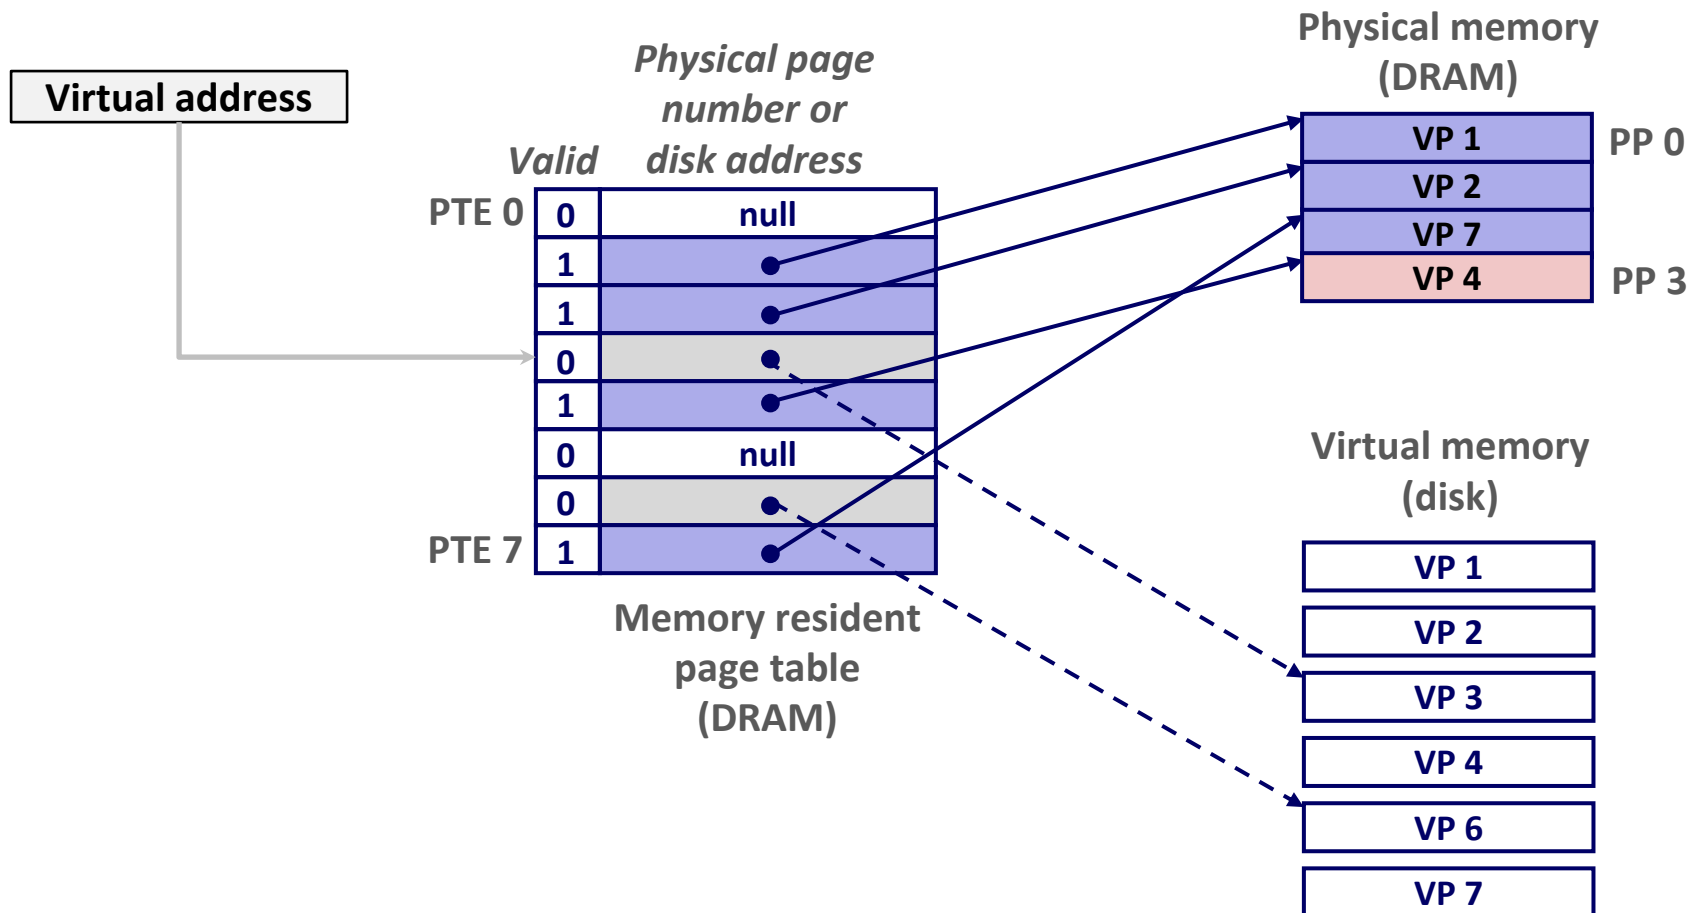 Virtual address
Physical page
number or
disk address
Valid
PTE 0
0
null
1
1
0
1
0
null
0
PTE 7
1
Memory resident
page table
(DRAM)
Physical memory
(DRAM)
VP 1
PP 0
VP 2
VP 7
VP 4
PP 3
Virtual memory
(disk)
VP 1
VP 2
VP 3
VP 4
VP 6
VP 7